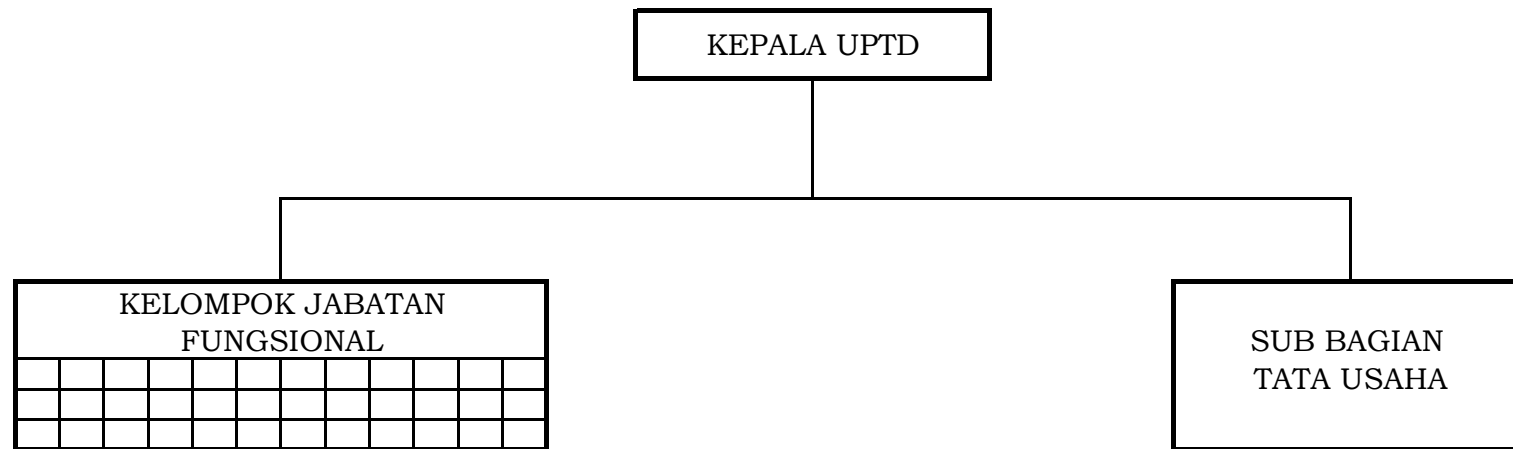 KEPALA UPTD
KELOMPOK JABATAN
FUNGSIONAL
SUB BAGIAN
TATA USAHA